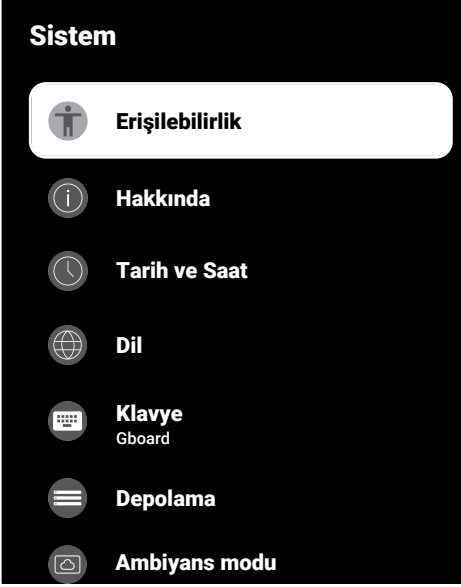 Sistem
Erişilebilirlik
Hakkında
Tarih ve Saat
Dil
Klavye
Gboard
Depolama
Ambiyans modu